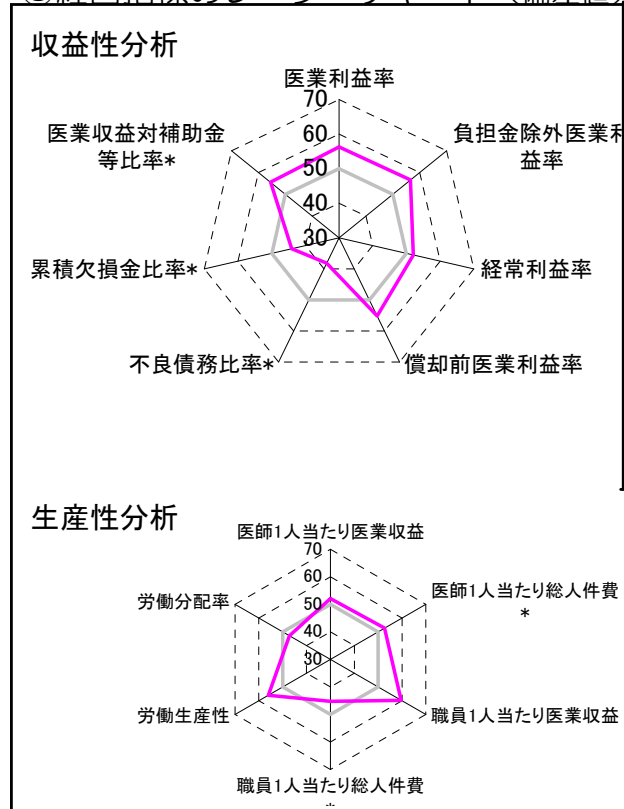 収益性分析
医業利益率
70
60
50
40
30
負担金除外医業利
益率
経常利益率
償却前医業利益率
不良債務比率*
累積欠損金比率*
医業収益対補助金
等比率*
生産性分析
医師1人当たり医業収益
70
60
50
40
30
医師1人当たり総人件費
*
職員1人当たり医業収益
職員1人当たり総人件費
*
労働生産性
労働分配率